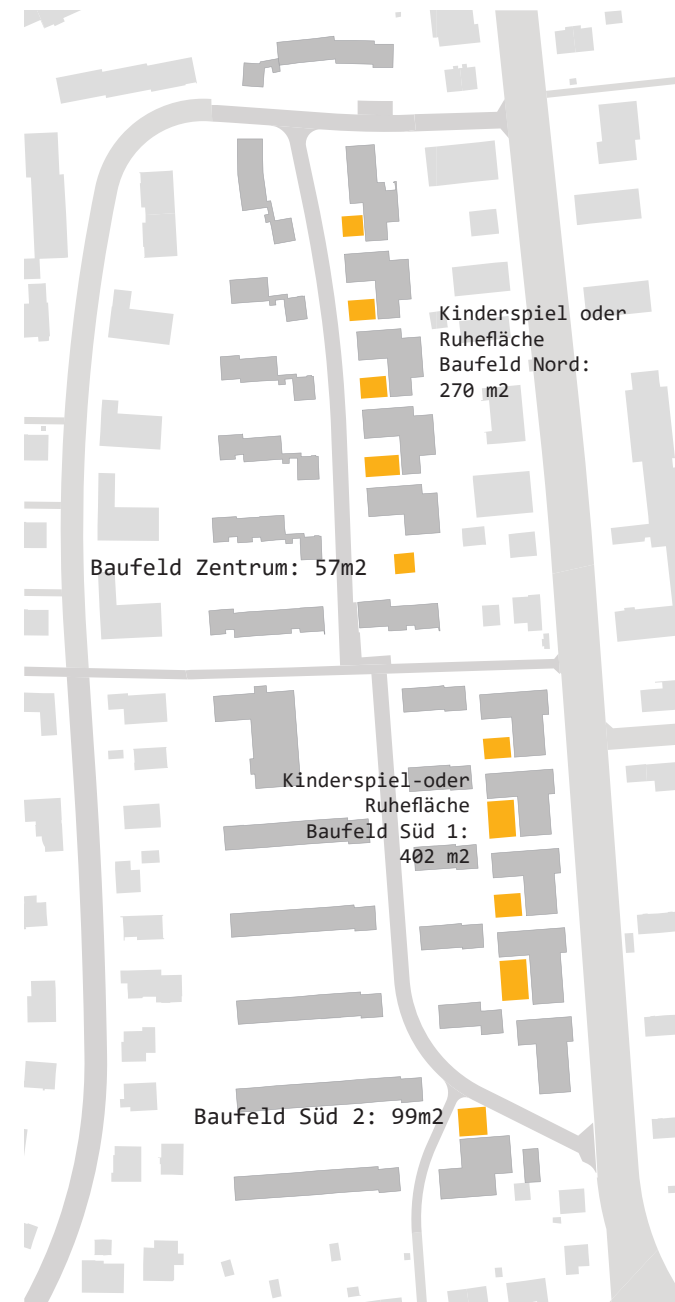 Kinderspiel oder
Ruhefläche
Baufeld Nord:
270 m2
Baufeld Zentrum: 57m2
Kinderspiel-oder
Ruhefläche
Baufeld Süd 1:
402 m2
Baufeld Süd 2: 99m2